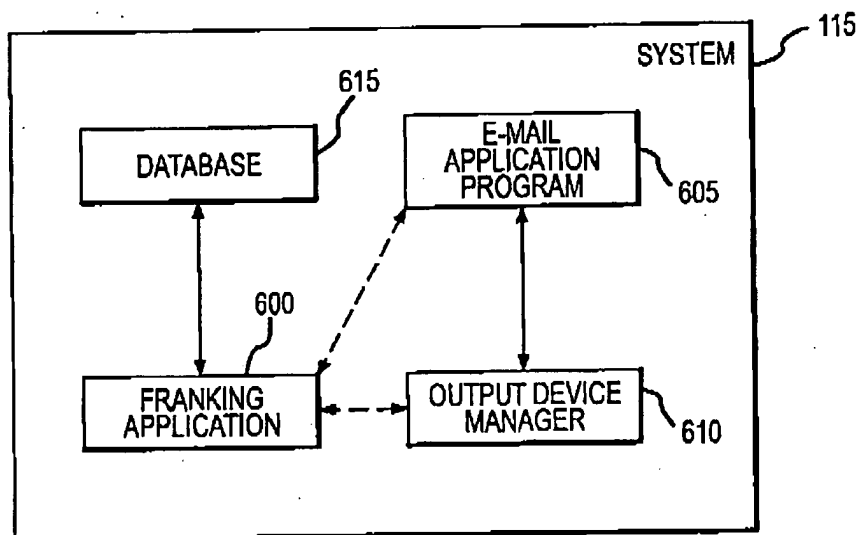 115
SYSTEM
615
DATABASE
E-MAIL
APPLICATION
PROGRAM
605
600
FRANKING
APPLICATION
OUTPUT DEVICE
MANAGER
610